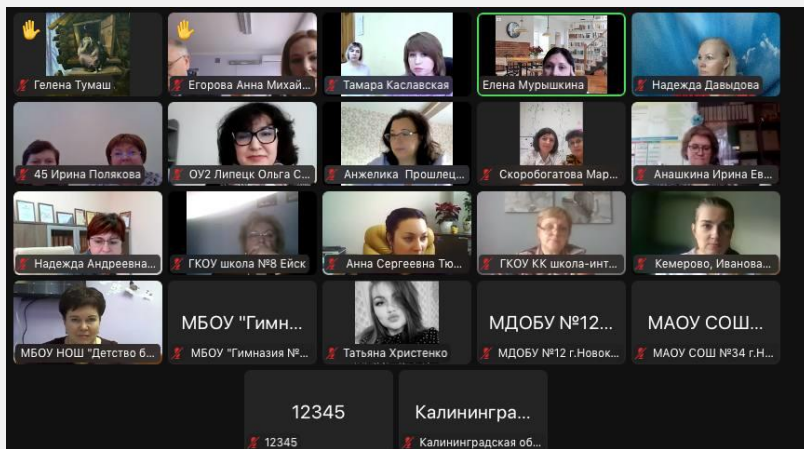 Гелена Тумаш
Егорова Анна Михай...
Тамара Каславская
Елена Мурышкина
Надежда Давыдова
45 Ирина Полякова
ОУ2 Липецк Ольга С...
Анжелика Прошлец...
Скоробогатова Мар...
Анашкина Ирина Ев...
Надежда Андреевна...
ГКОУ школа №8 Ейск
Анна Сергеевна Тю...
ГКОУ КК школа-инт...
Кемерово, Иванова...
МБОУ НОШ "Детство б...
МБОУ "Гимн...
МБОУ "Гимназия №...
Татьяна Христенко
МДОБУ №12...
МДОБУ №12 г.Новок...
МАОУ СОШ...
МАОУ СОШ №34 г.Н...
12345
12345
Калинингра...
Калининградская об...